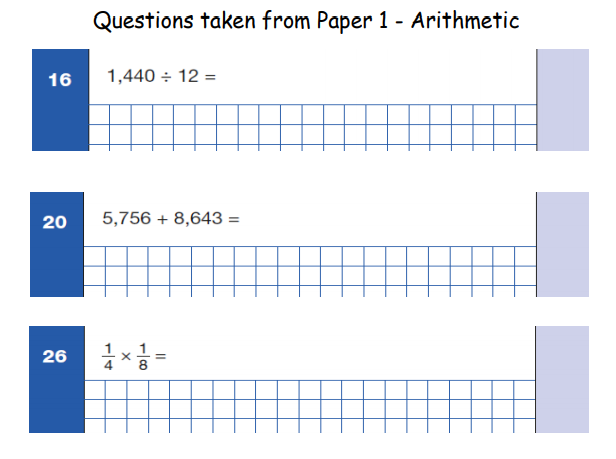 Questions taken from Paper 1 - Arithmetic
16 1,440 ÷ 12 =
20 5,756 + 8,643 =
26 1/4 × 1/8 =